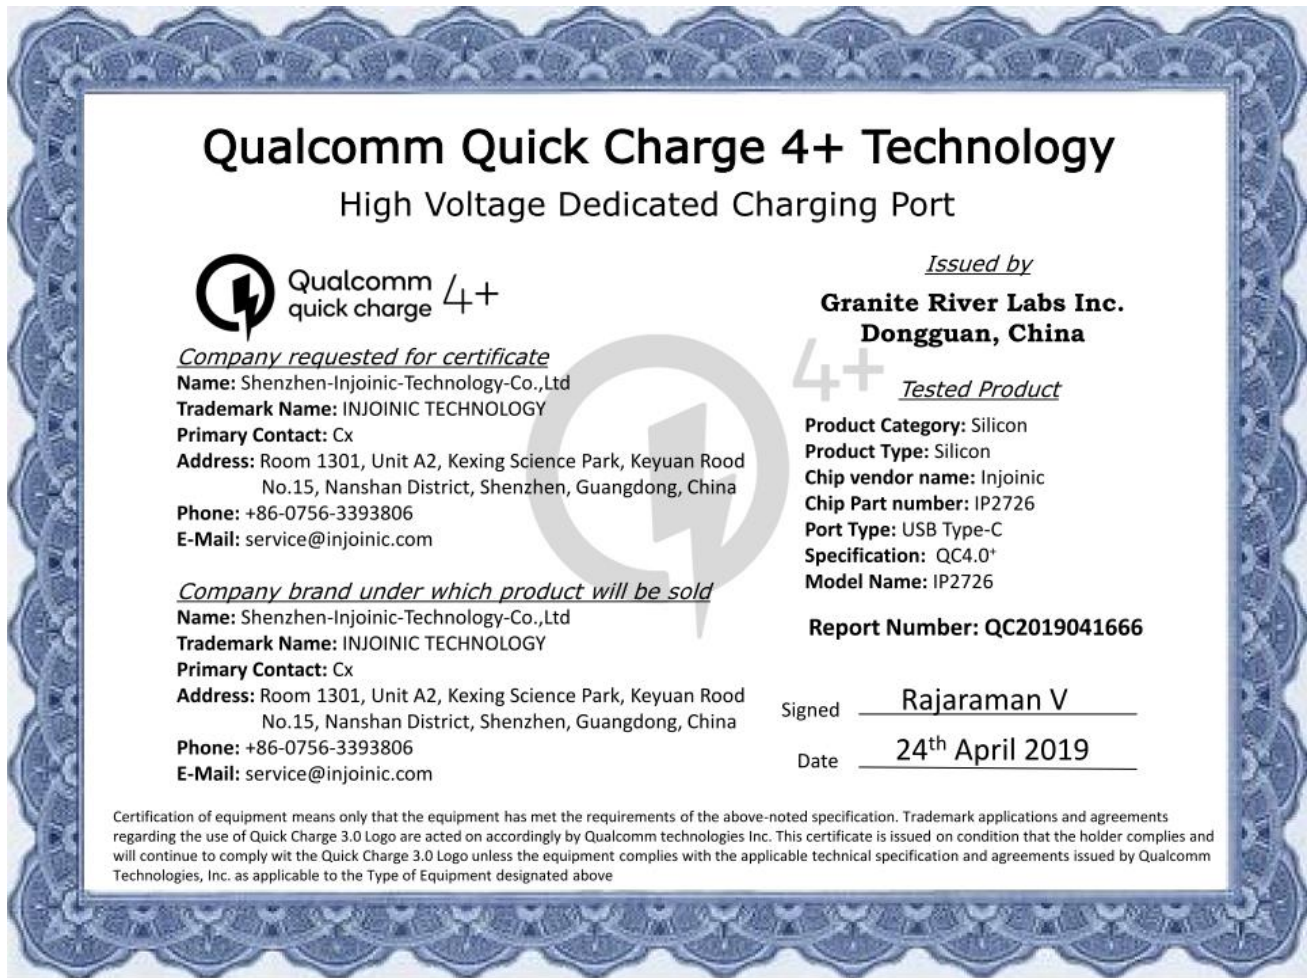 Qualcomm Quick Charge 4+ Technology
High Voltage Dedicated Charging Port
Qualcomm
quick charge 4+
Company requested for certificate
Name: Shenzhen-Injoinic-Technology-Co.,Ltd
Trademark Name: INJOINIC TECHNOLOGY
Primary Contact: Cx
Address: Room 1301, Unit A2, Kexing Science Park, Keyuan Rood
No.15, Nanshan District, Shenzhen, Guangdong, China
Phone: +86-0756-3393806
E-Mail: service@injoinic.com
Company brand under which product will be sold
Name: Shenzhen-Injoinic-Technology-Co.,Ltd
Trademark Name: INJOINIC TECHNOLOGY
Primary Contact: Cx
Address: Room 1301, Unit A2, Kexing Science Park, Keyuan Rood
No.15, Nanshan District, Shenzhen, Guangdong, China
Phone: +86-0756-3393806
E-Mail: service@injoinic.com
Issued by
Granite River Labs Inc.
Dongguan, China
4+
Tested Product
Product Category: Silicon
Product Type: Silicon
Chip vendor name: Injoinic
Chip Part number: IP2726
Port Type: USB Type-C
Specification: QC4.0⁺
Model Name: IP2726
Report Number: QC2019041666
Signed Rajaraman V
Date 24th April 2019
Certification of equipment means only that the equipment has met the requirements of the above-noted specification. Trademark applications and agreements
regarding the use of Quick Charge 3.0 Logo are acted on accordingly by Qualcomm technologies Inc. This certificate is issued on condition that the holder complies and
will continue to comply wit the Quick Charge 3.0 Logo unless the equipment complies with the applicable technical specification and agreements issued by Qualcomm
Technologies, Inc. as applicable to the Type of Equipment designated above